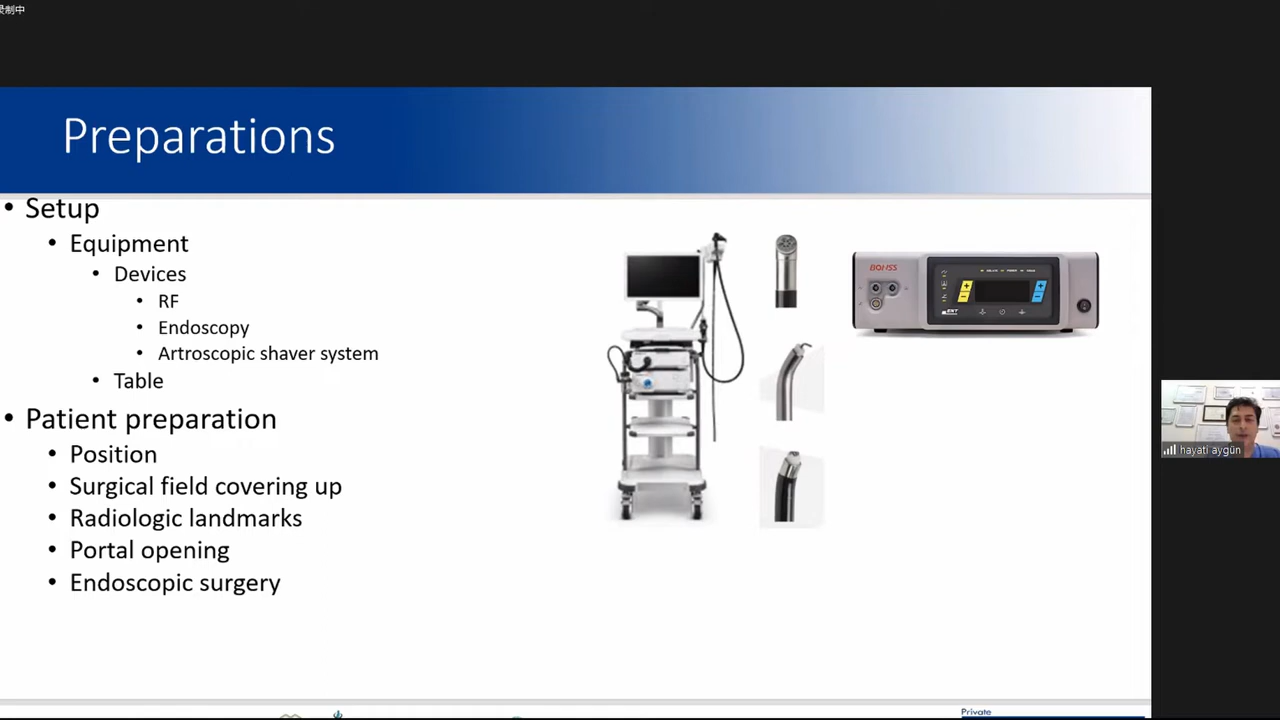 录制中
Preparations
• Setup
• Equipment
• Devices
• RF
• Endoscopy
• Artroscopic shaver system
• Table
• Patient preparation
• Position
• Surgical field covering up
• Radiologic landmarks
• Portal opening
• Endoscopic surgery
BONSS
ENT
hayati aygün
Private